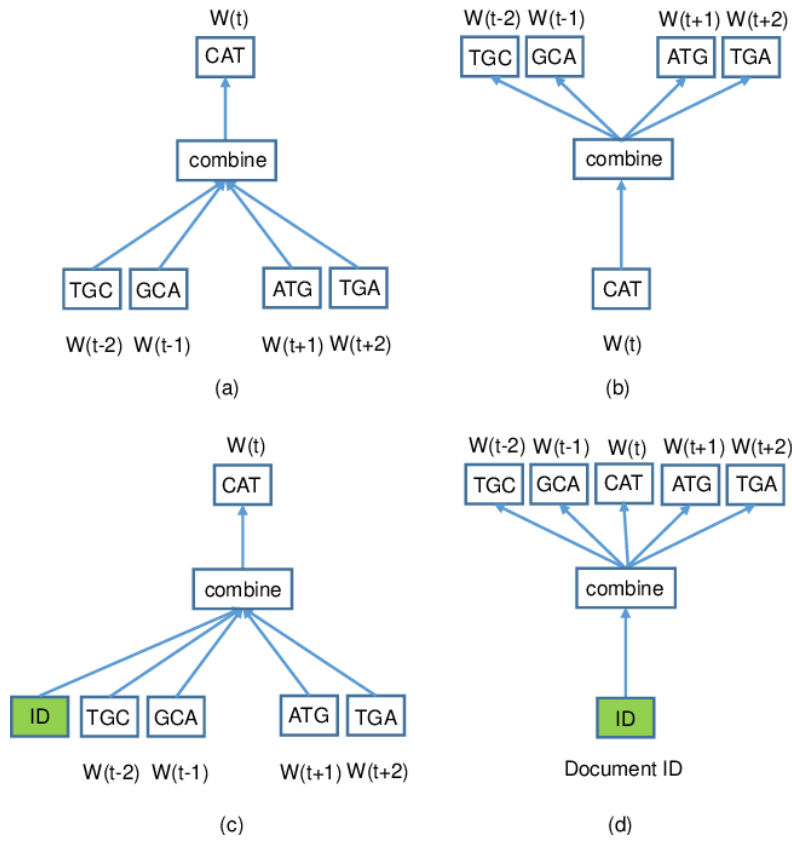 W(t)
CAT
combine
TGC GCA ATG TGA
W(t-2) W(t-1) W(t+1) W(t+2)
(a)
W(t-2) W(t-1) W(t+1) W(t+2)
TGC GCA ATG TGA
combine
CAT
W(t)
(b)
W(t)
CAT
combine
ID TGC GCA ATG TGA
W(t-2) W(t-1) W(t+1) W(t+2)
(c)
W(t-2) W(t-1) W(t) W(t+1) W(t+2)
TGC GCA CAT ATG TGA
combine
ID
Document ID
(d)